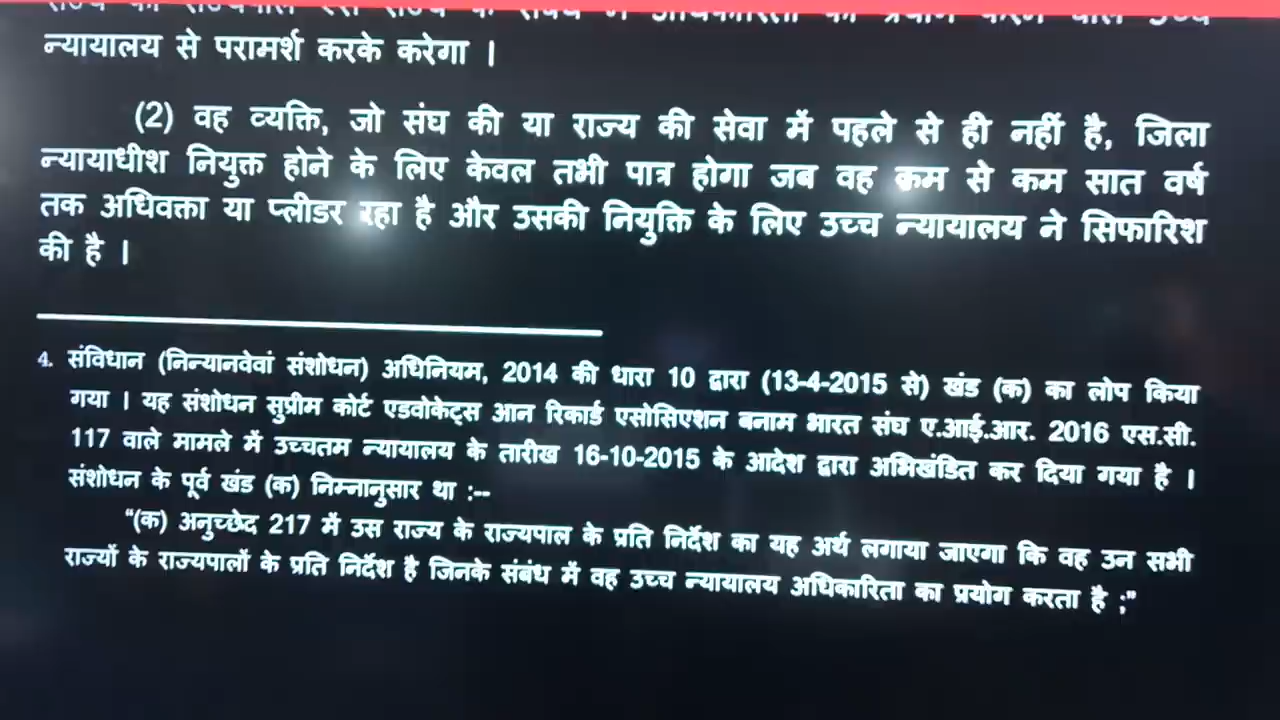 न्यायालय से परामर्श करके करेगा ।
(2) वह व्यक्ति, जो संघ की या राज्य की सेवा में पहले से ही नहीं है, जिला
न्यायाधीश नियुक्त होने के लिए केवल तभी पात्र होगा जब वह कम से कम सात वर्ष
तक अधिवक्ता या प्लीडर रहा है और उसकी नियुक्ति के लिए उच्च न्यायालय ने सिफारिश
की है ।
4. संविधान (निन्यानवेवां संशोधन) अधिनियम, 2014 की धारा 10 द्वारा (13-4-2015 से) खंड (क) का लोप किया
गया । यह संशोधन सुप्रीम कोर्ट एडवोकेट्स आन रिकार्ड एसोसिएशन बनाम भारत संघ ए.आई.आर. 2016 एस.सी.
117 वाले मामले में उच्चतम न्यायालय के तारीख 16-10-2015 के आदेश द्वारा अभिखंडित कर दिया गया है ।
संशोधन के पूर्व खंड (क) निम्नानुसार था :--
“(क) अनुच्छेद 217 में उस राज्य के राज्यपाल के प्रति निर्देश का यह अर्थ लगाया जाएगा कि वह उन सभी
राज्यों के राज्यपालों के प्रति निर्देश है जिनके संबंध में वह उच्च न्यायालय अधिकारिता का प्रयोग करता है ;”